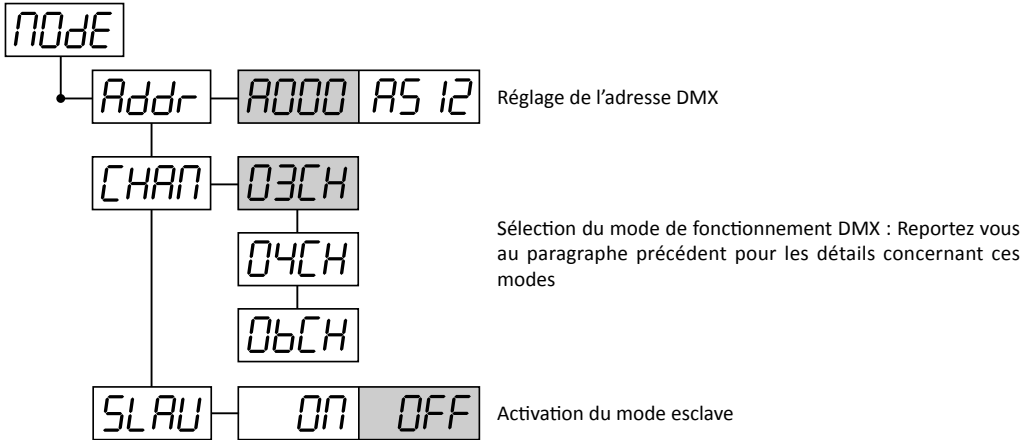 MOdE
Addr A000 A512 Réglage de l’adresse DMX
CHAN 03CH
Sélection du mode de fonctionnement DMX : Reportez vous
au paragraphe précédent pour les détails concernant ces
modes
04CH
06CH
SLAV ON OFF Activation du mode esclave